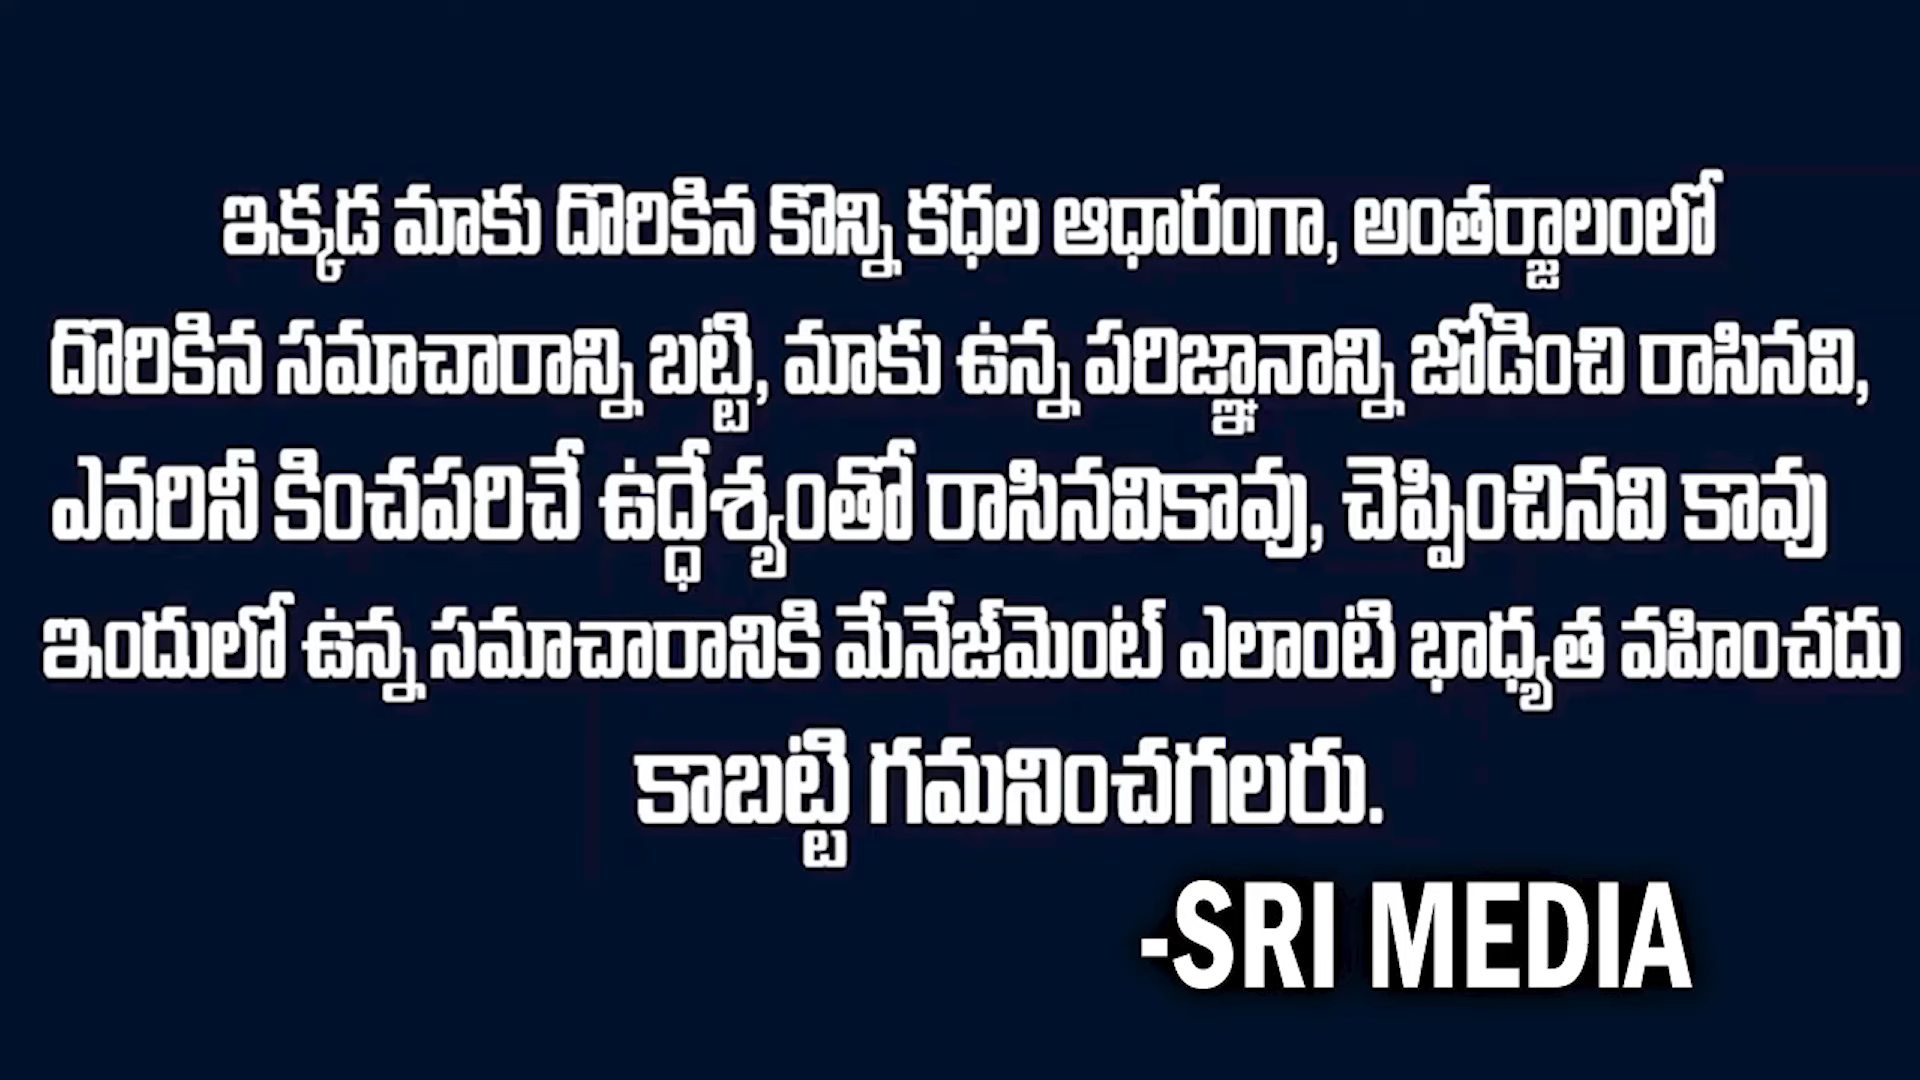 ఇక్కడ మాకు దొరికిన కొన్ని కధల ఆధారంగా, అంతర్జాలంలో
దొరికిన సమాచారాన్ని బట్టి, మాకు ఉన్న పరిజ్ఞానాన్ని జోడించి రాసినవి,
ఎవరినీ కించపరిచే ఉద్ధేశ్యంతో రాసినవికావు, చెప్పించినవి కావు
ఇందులో ఉన్న సమాచారానికి మేనేజ్‌మెంట్ ఎలాంటి భాధ్యత వహించదు
కాబట్టి గమనించగలరు.
-SRI MEDIA